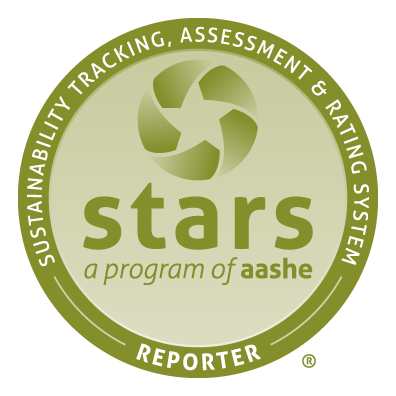 SUSTAINABILITY TRACKING, ASSESSMENT & RATING SYSTEM
stars
a program of aashe
REPORTER
®